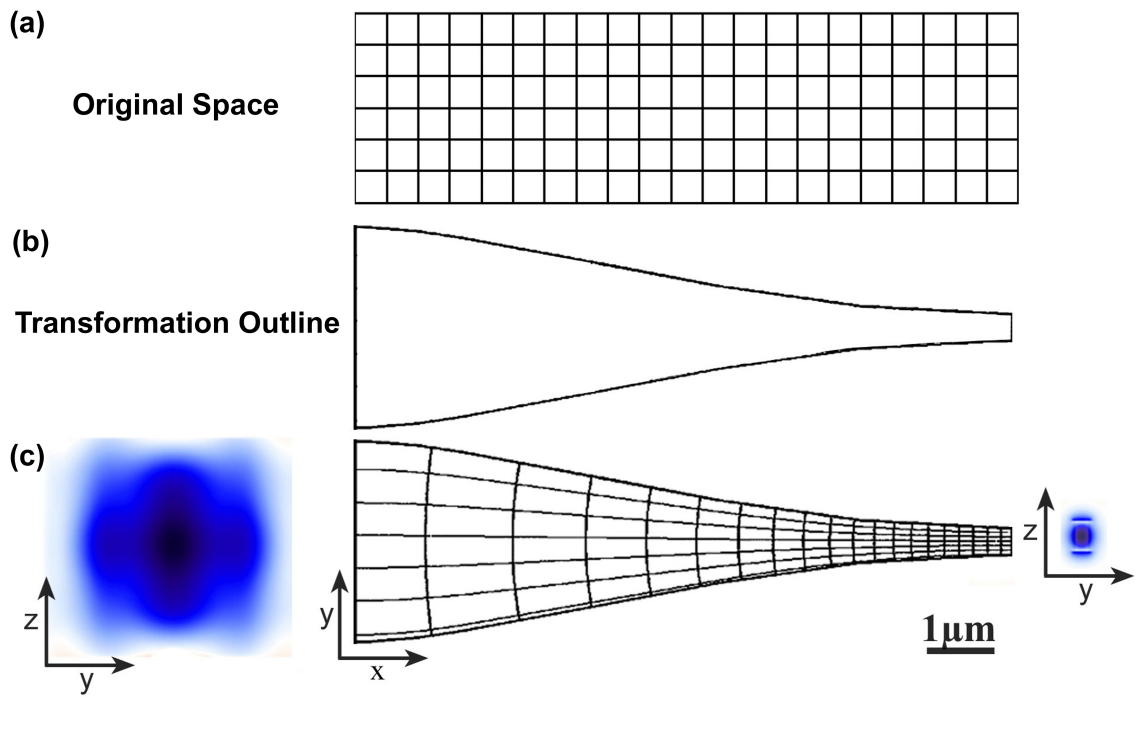 (a)
Original Space
(b)
Transformation Outline
(c)
z
y
y
x
1μm
z
y